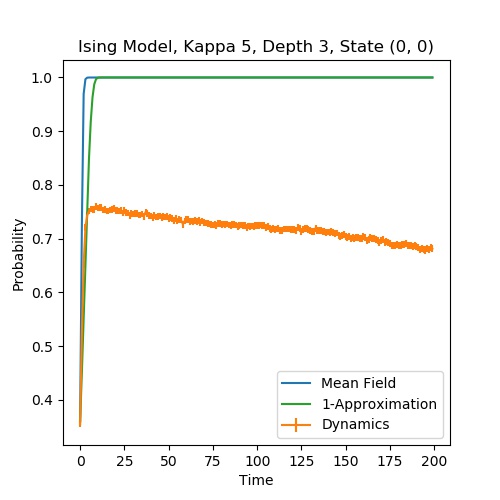 Ising Model, Kappa 5, Depth 3, State (0, 0)
1.0
0.9
0.8
0.7
0.6
0.5
0.4
Probability
Mean Field
1-Approximation
Dynamics
0 25 50 75 100 125 150 175 200
Time